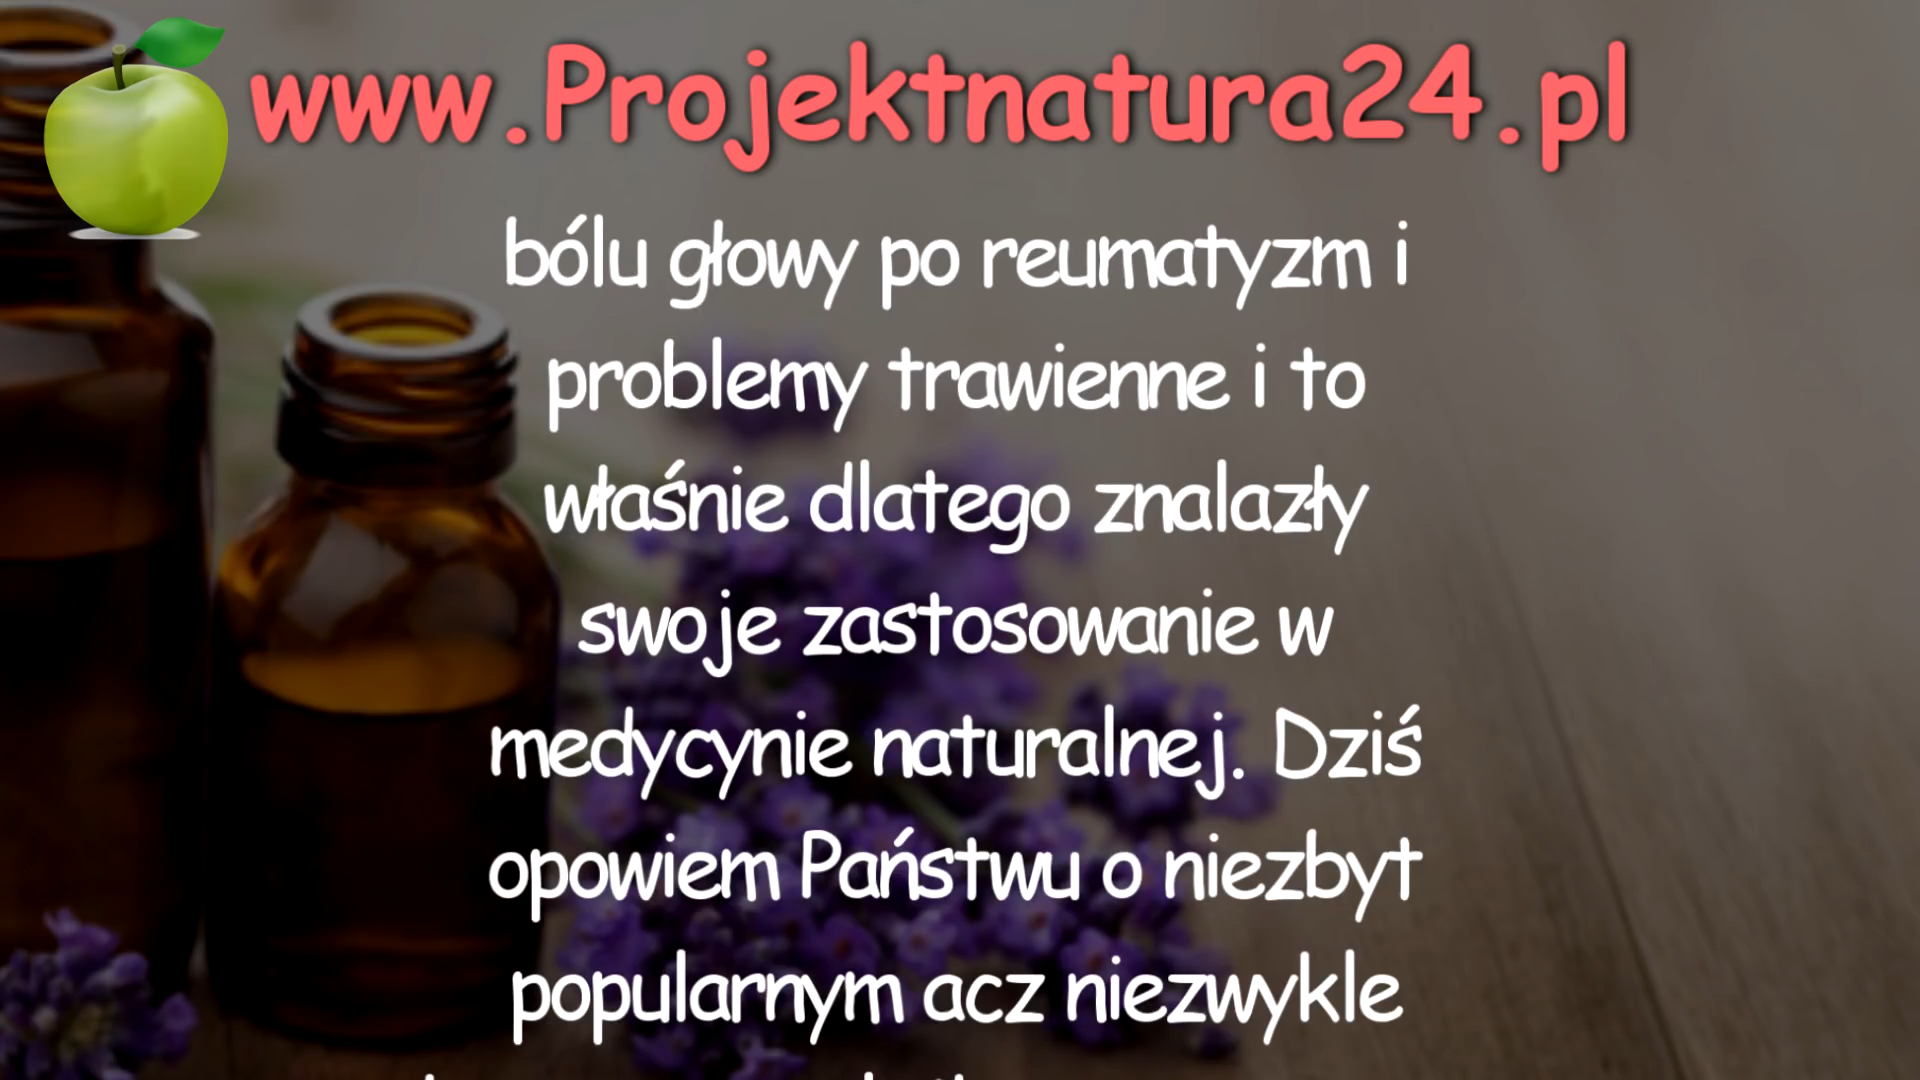 www.Projektnatura24.pl
bólu głowy po reumatyzm i
problemy trawienne i to
właśnie dlatego znalazły
swoje zastosowanie w
medycynie naturalnej. Dziś
opowiem Państwu o niezbyt
popularnym acz niezwykle